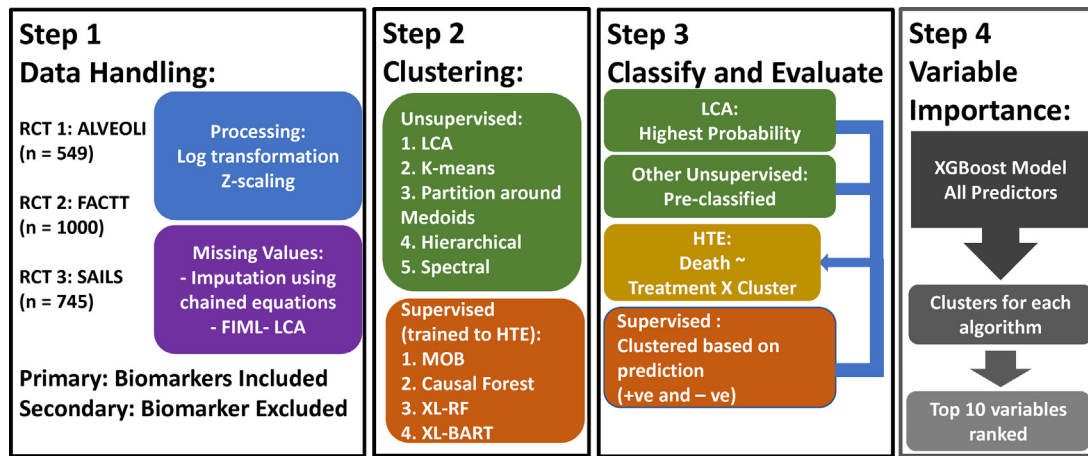 Step 1
Data Handling:
RCT 1: ALVEOLI
(n = 549)
RCT 2: FACTT
(n = 1000)
RCT 3: SAILS
(n = 745)
Processing:
Log transformation
Z-scaling
Missing Values:
- Imputation using
chained equations
- FIML- LCA
Primary: Biomarkers Included
Secondary: Biomarker Excluded
Step 2
Clustering:
Unsupervised:
1. LCA
2. K-means
3. Partition around
Medoids
4. Hierarchical
5. Spectral
Supervised
(trained to HTE):
1. MOB
2. Causal Forest
3. XL-RF
4. XL-BART
Step 3
Classify and Evaluate
LCA:
Highest Probability
Other Unsupervised:
Pre-classified
HTE:
Death ~
Treatment X Cluster
Supervised :
Clustered based on
prediction
(+ve and – ve)
Step 4
Variable
Importance:
XGBoost Model
All Predictors
Clusters for each
algorithm
Top 10 variables
ranked